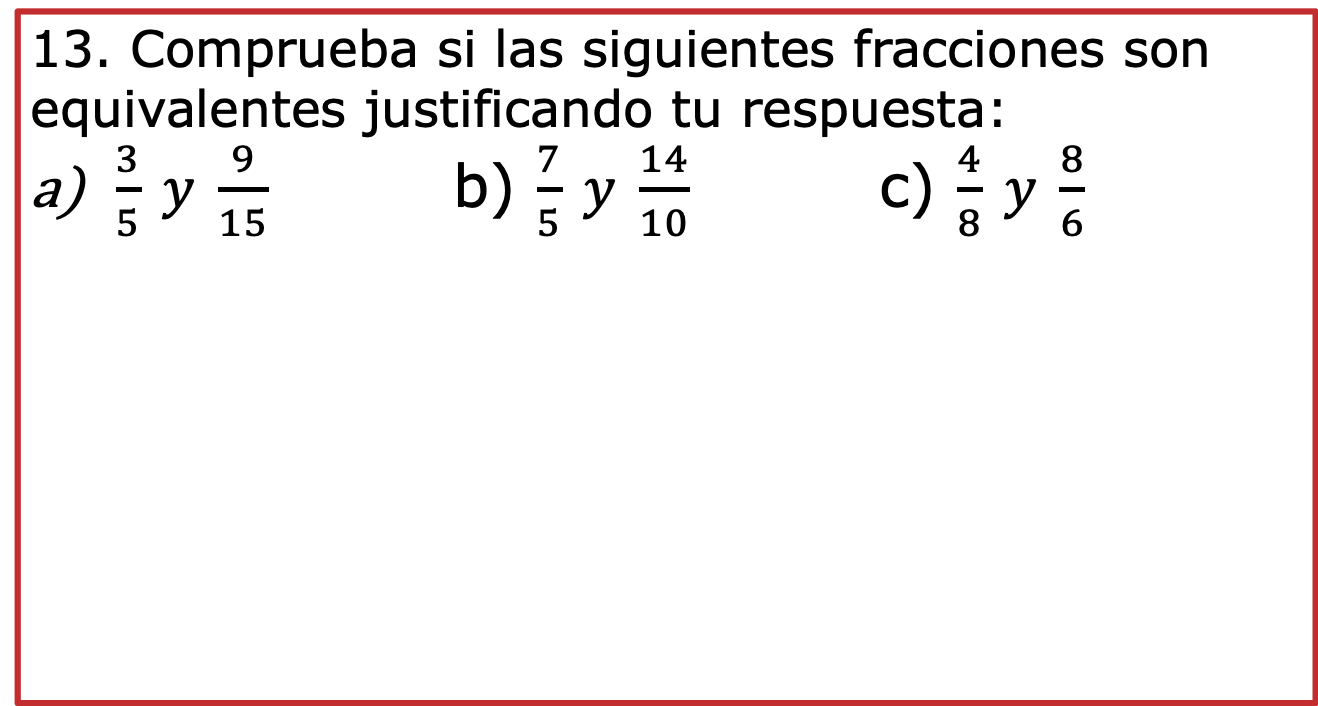 13. Comprueba si las siguientes fracciones son
equivalentes justificando tu respuesta:
a) 3/5 y 9/15 b) 7/5 y 14/10 c) 4/8 y 8/6